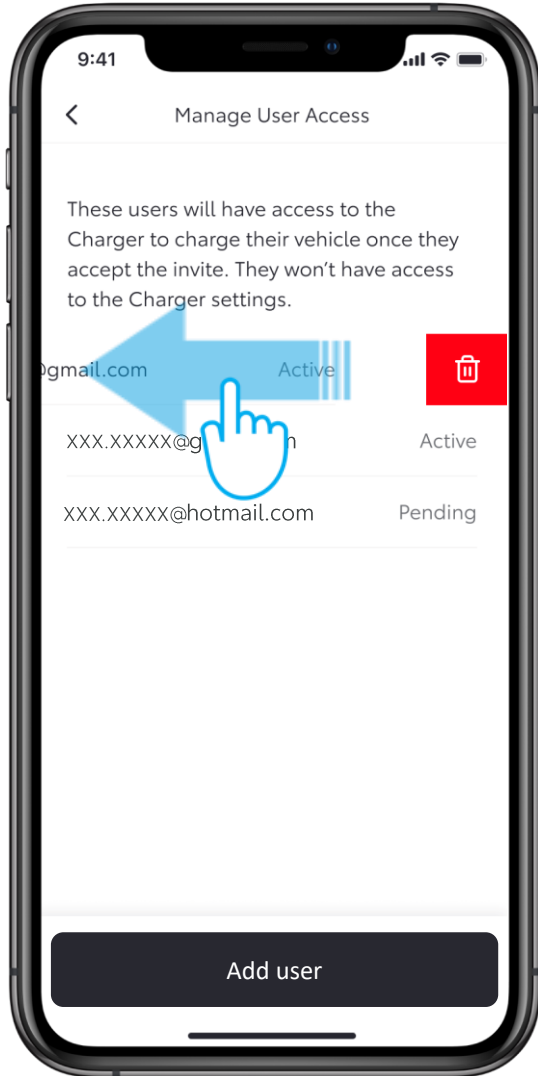 9:41
Manage User Access
These users will have access to the
Charger to charge their vehicle once they
accept the invite. They won’t have access
to the Charger settings.
@gmail.com Active
XXX.XXXXX@g Active
XXX.XXXXX@hotmail.com Pending
Add user